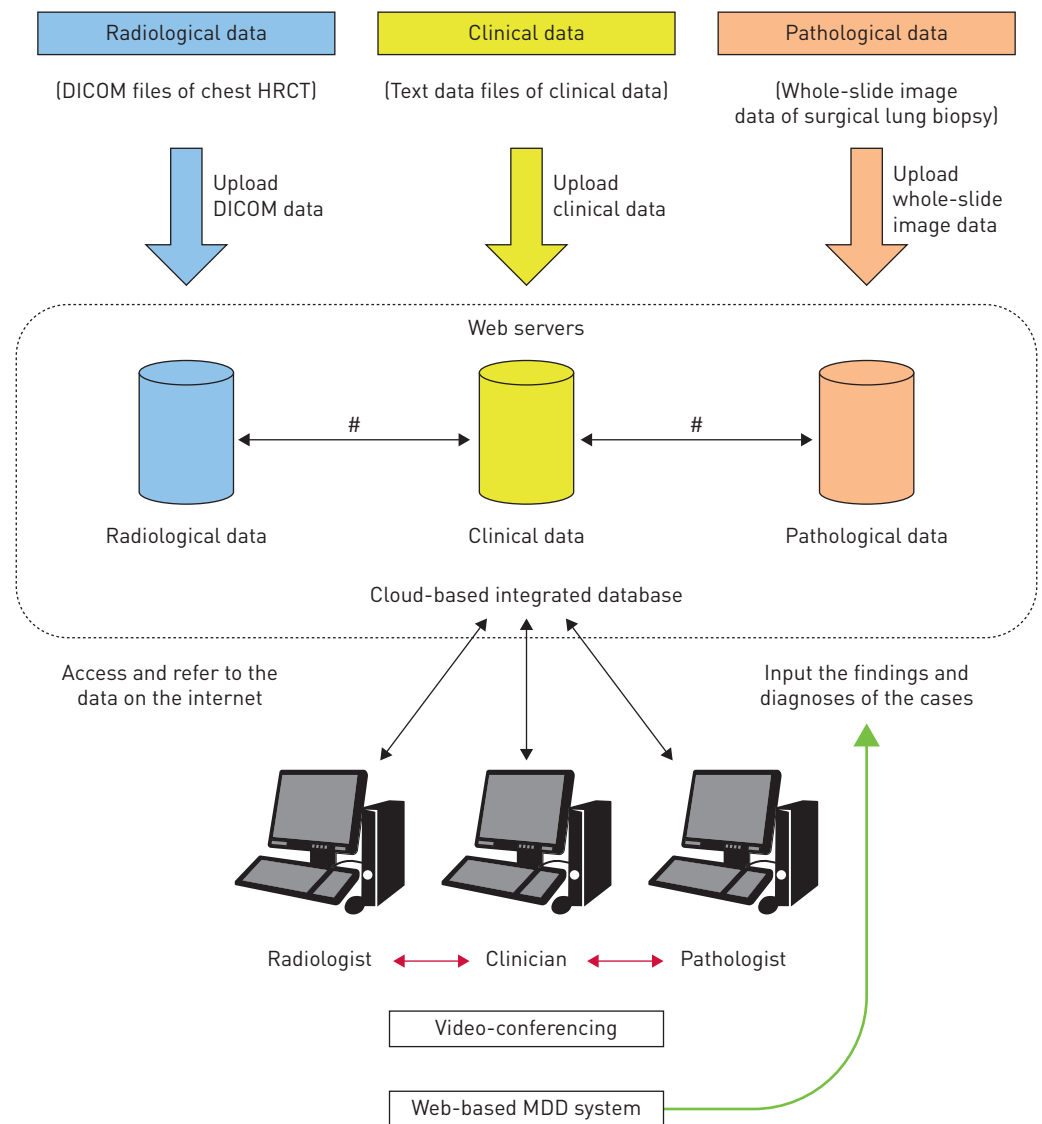 Radiological data
Clinical data
Pathological data
(DICOM files of chest HRCT)
(Text data files of clinical data)
(Whole-slide image
data of surgical lung biopsy)
Upload
DICOM data
Upload
clinical data
Upload
whole-slide
image data
Web servers
#
#
Radiological data
Clinical data
Pathological data
Cloud-based integrated database
Access and refer to the
data on the internet
Input the findings and
diagnoses of the cases
Radiologist
Clinician
Pathologist
Video-conferencing
Web-based MDD system